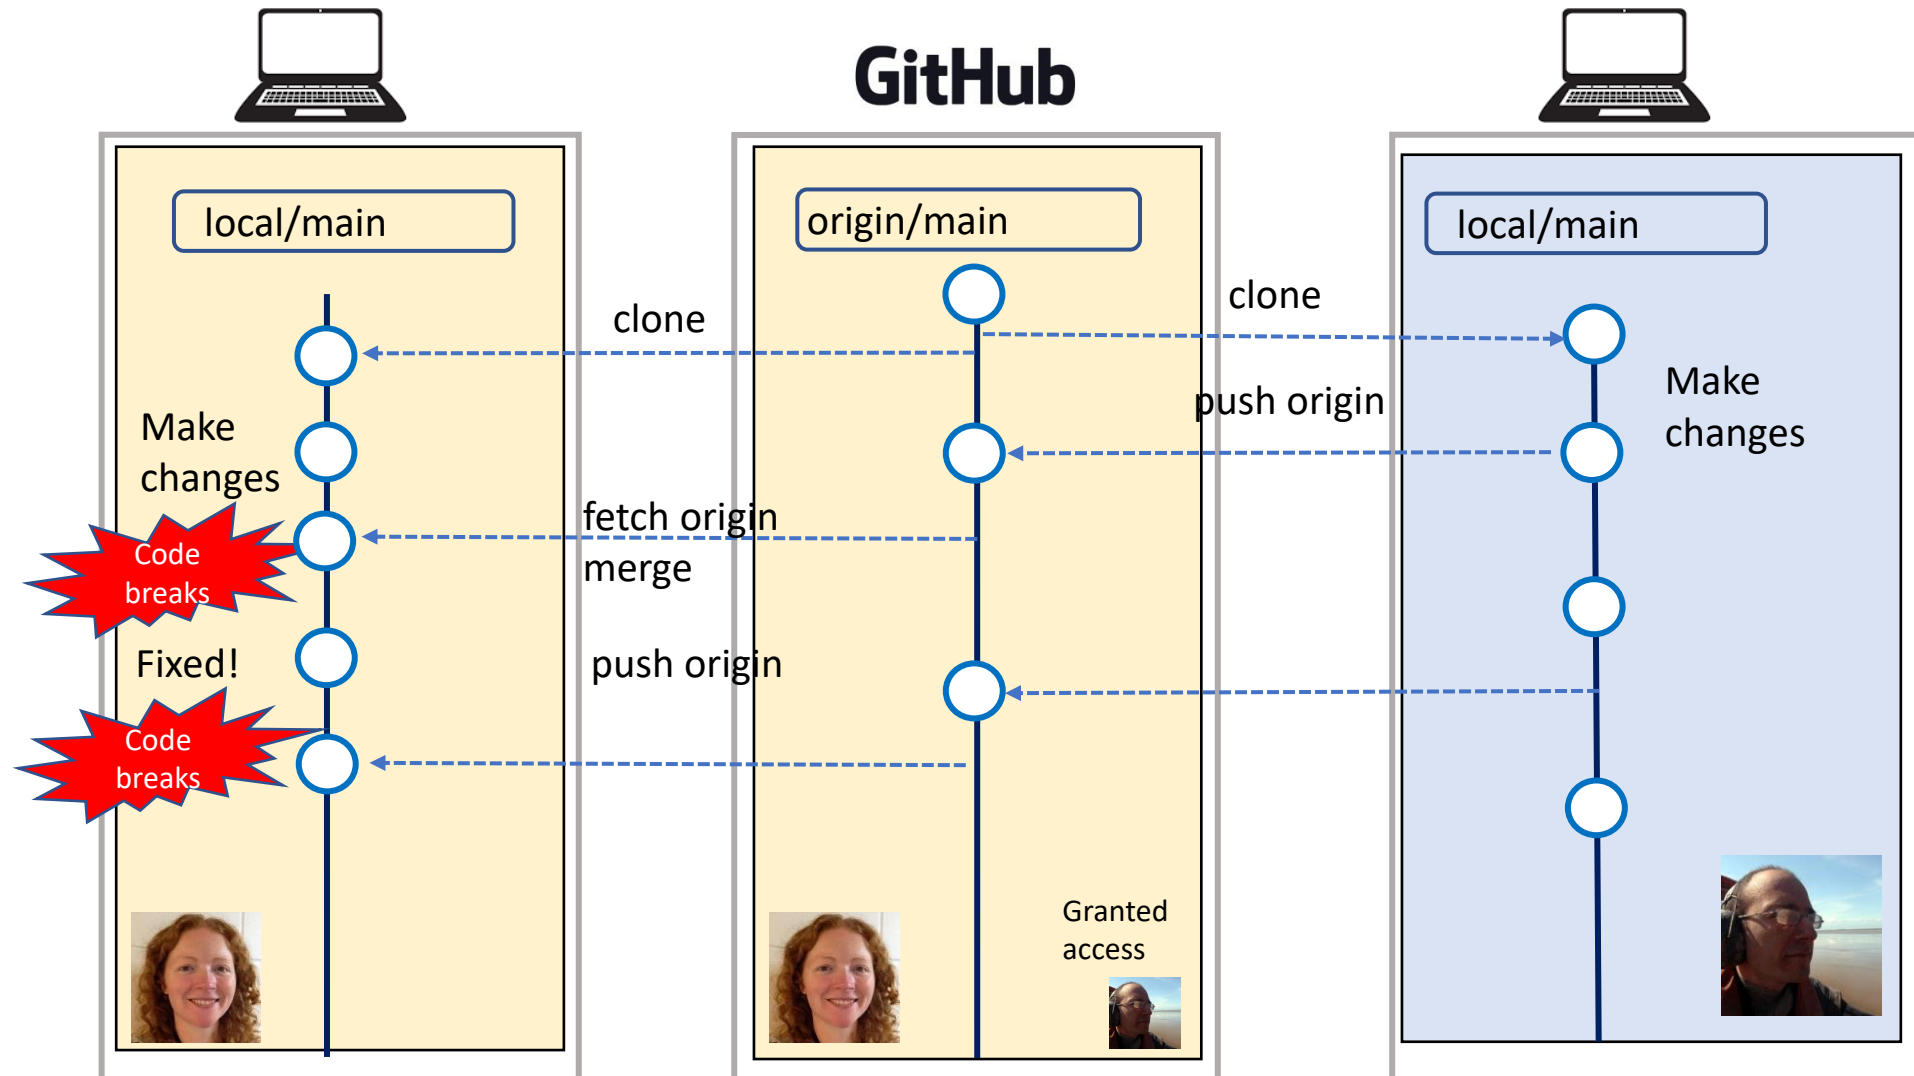 GitHub
local/main
origin/main
local/main
clone
clone
Make
changes
push origin
Make
changes
fetch origin
merge
Code
breaks
Fixed!
push origin
Code
breaks
Granted
access